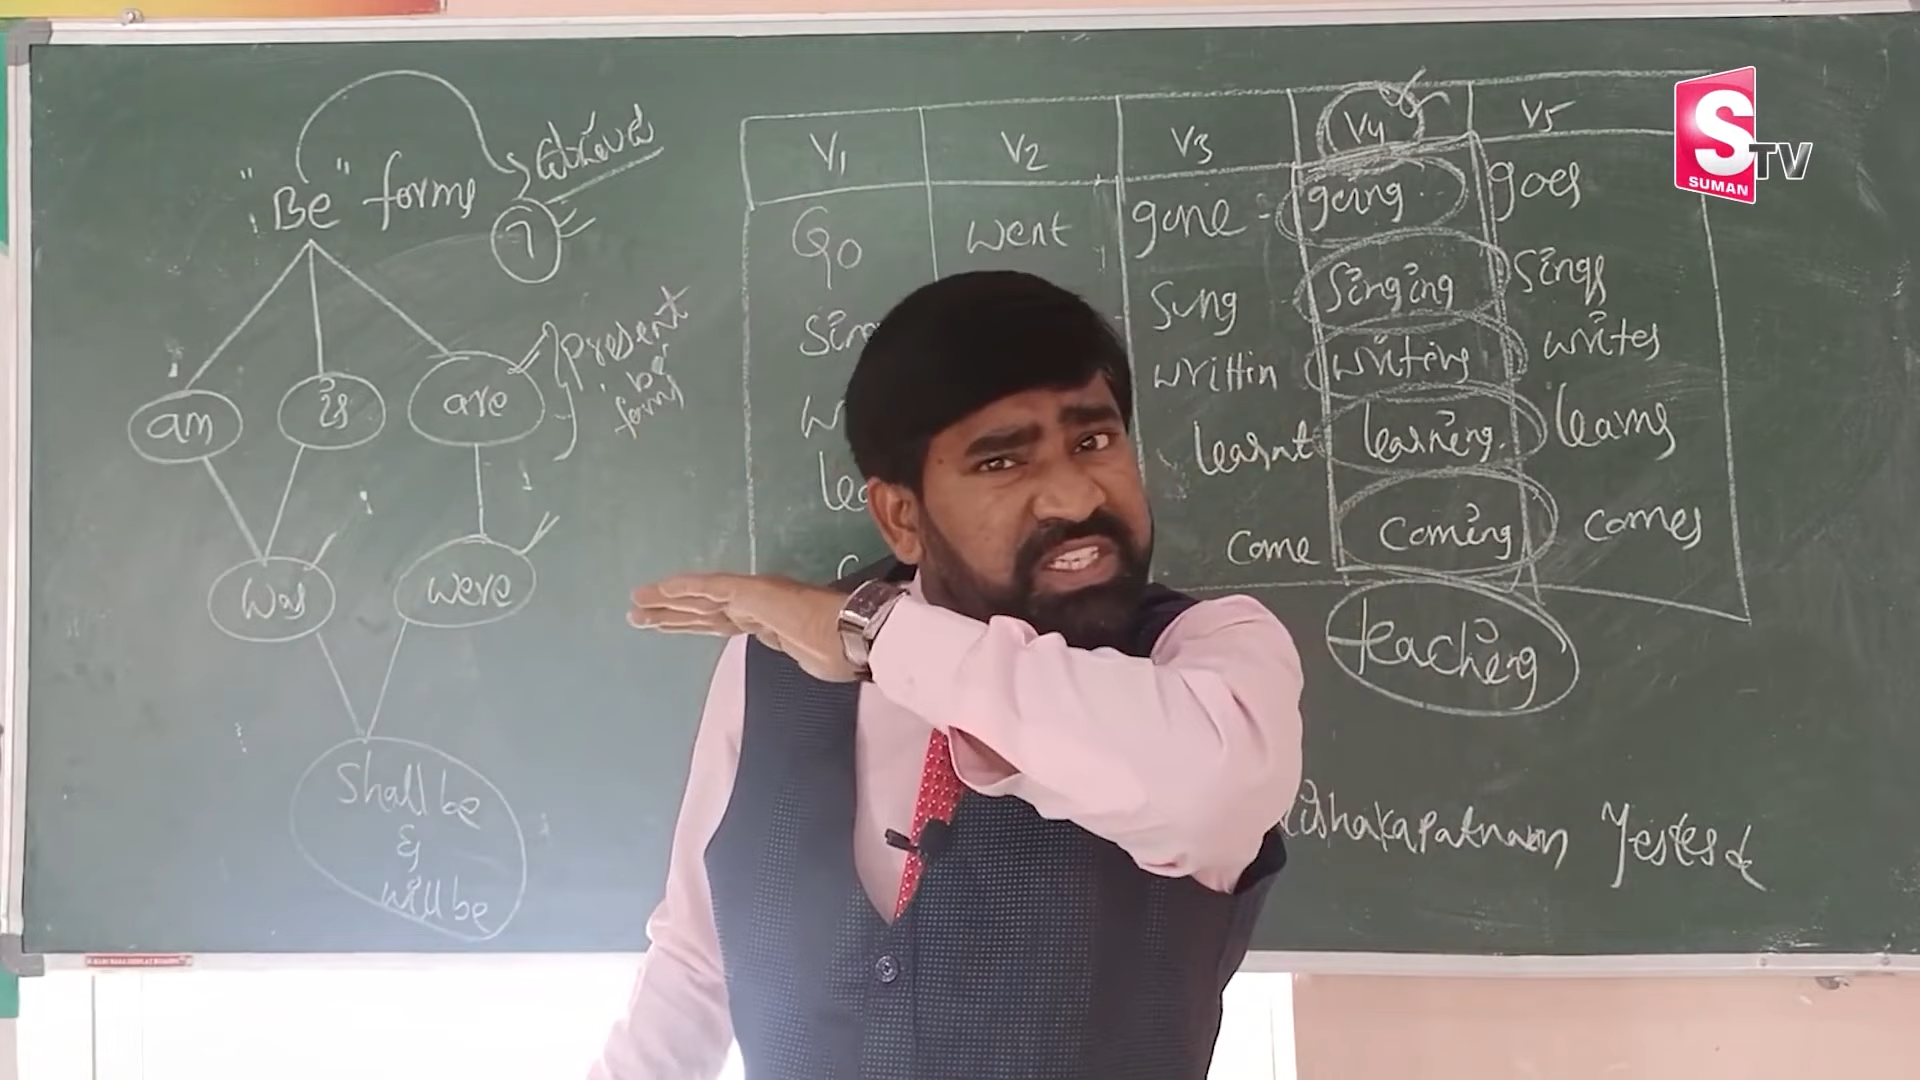 "Be" forms
7
am is are
present
be
forms
was were
shall be
&
will be
V1 V2 V3 V4 V5
Go went gone - going goes
sung singing sings
writtin writing writes
learnt learning learns
come coming comes
teaching
Yested
S TV
SUMAN